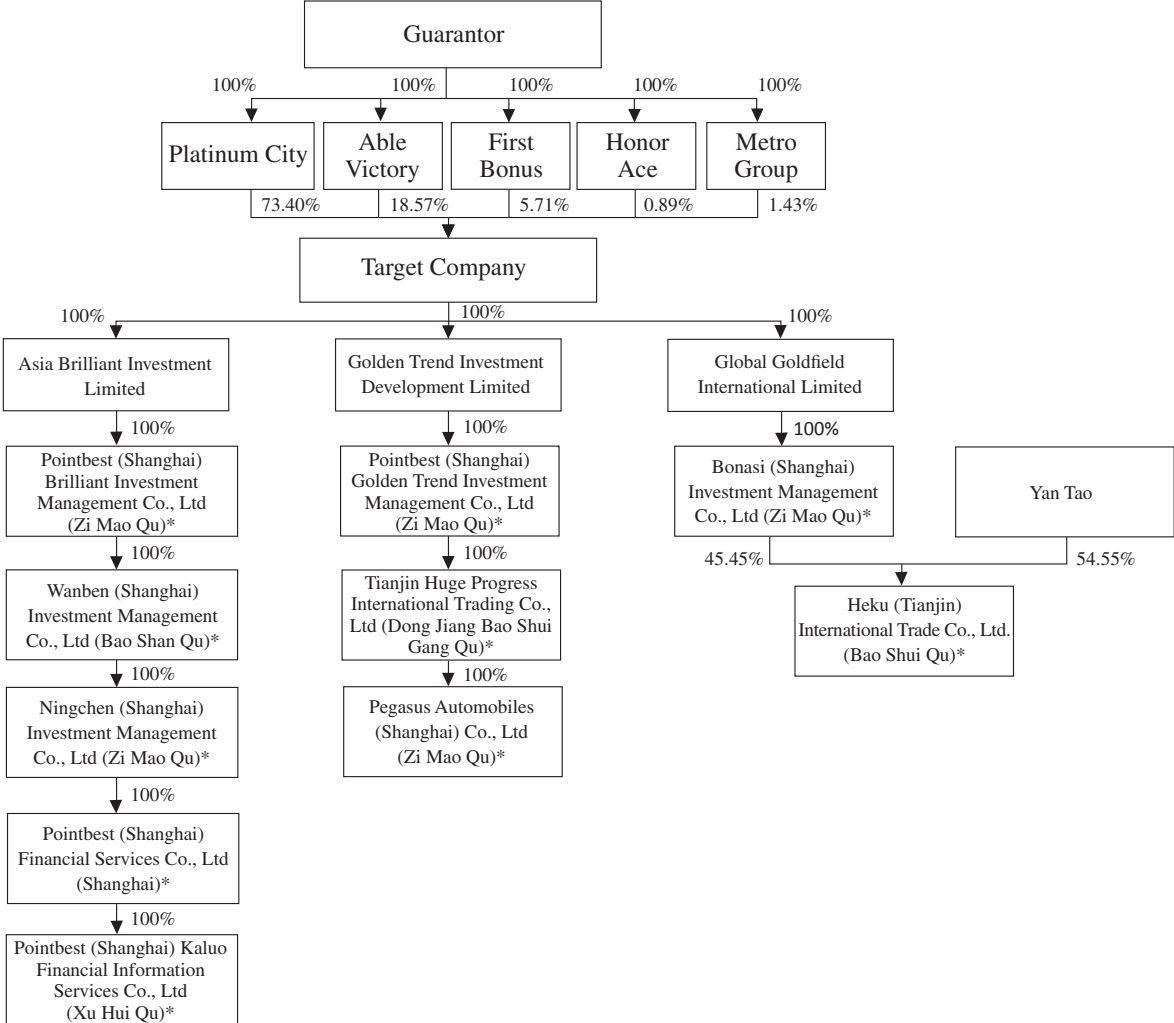 Guarantor
100%
100%
100%
100%
100%
Platinum City
Able
Victory
First
Bonus
Honor
Ace
Metro
Group
73.40%
18.57%
5.71%
0.89%
1.43%
Target Company
100%
100%
100%
Asia Brilliant Investment
Limited
Golden Trend Investment
Development Limited
Global Goldfield
International Limited
100%
100%
100%
Pointbest (Shanghai)
Brilliant Investment
Management Co., Ltd
(Zi Mao Qu)*
Pointbest (Shanghai)
Golden Trend Investment
Management Co., Ltd
(Zi Mao Qu)*
Bonasi (Shanghai)
Investment Management
Co., Ltd (Zi Mao Qu)*
Yan Tao
100%
100%
45.45%
54.55%
Wanben (Shanghai)
Investment Management
Co., Ltd (Bao Shan Qu)*
Tianjin Huge Progress
International Trading Co.,
Ltd (Dong Jiang Bao Shui
Gang Qu)*
Heku (Tianjin)
International Trade Co., Ltd.
(Bao Shui Qu)*
100%
100%
Ningchen (Shanghai)
Investment Management
Co., Ltd (Zi Mao Qu)*
Pegasus Automobiles
(Shanghai) Co., Ltd
(Zi Mao Qu)*
100%
Pointbest (Shanghai)
Financial Services Co., Ltd
(Shanghai)*
100%
Pointbest (Shanghai) Kaluo
Financial Information
Services Co., Ltd
(Xu Hui Qu)*